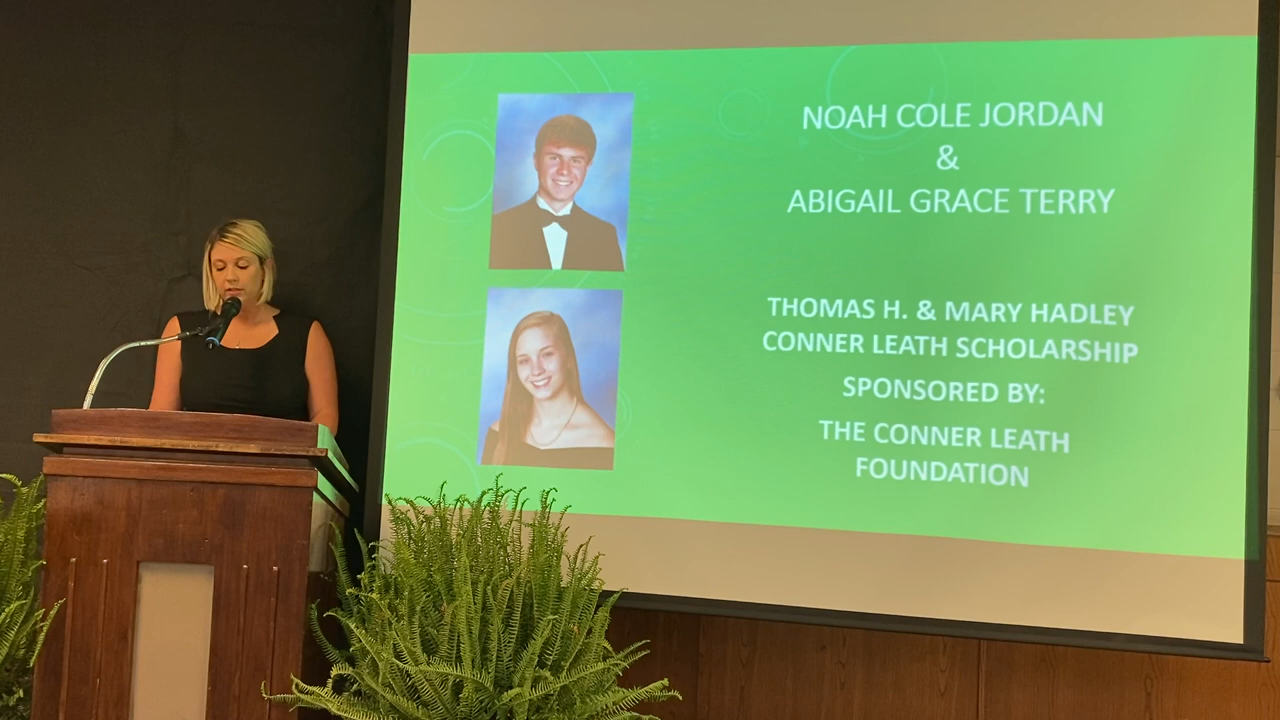 NOAH COLE JORDAN
&
ABIGAIL GRACE TERRY
THOMAS H. & MARY HADLEY
CONNER LEATH SCHOLARSHIP
SPONSORED BY:
THE CONNER LEATH
FOUNDATION